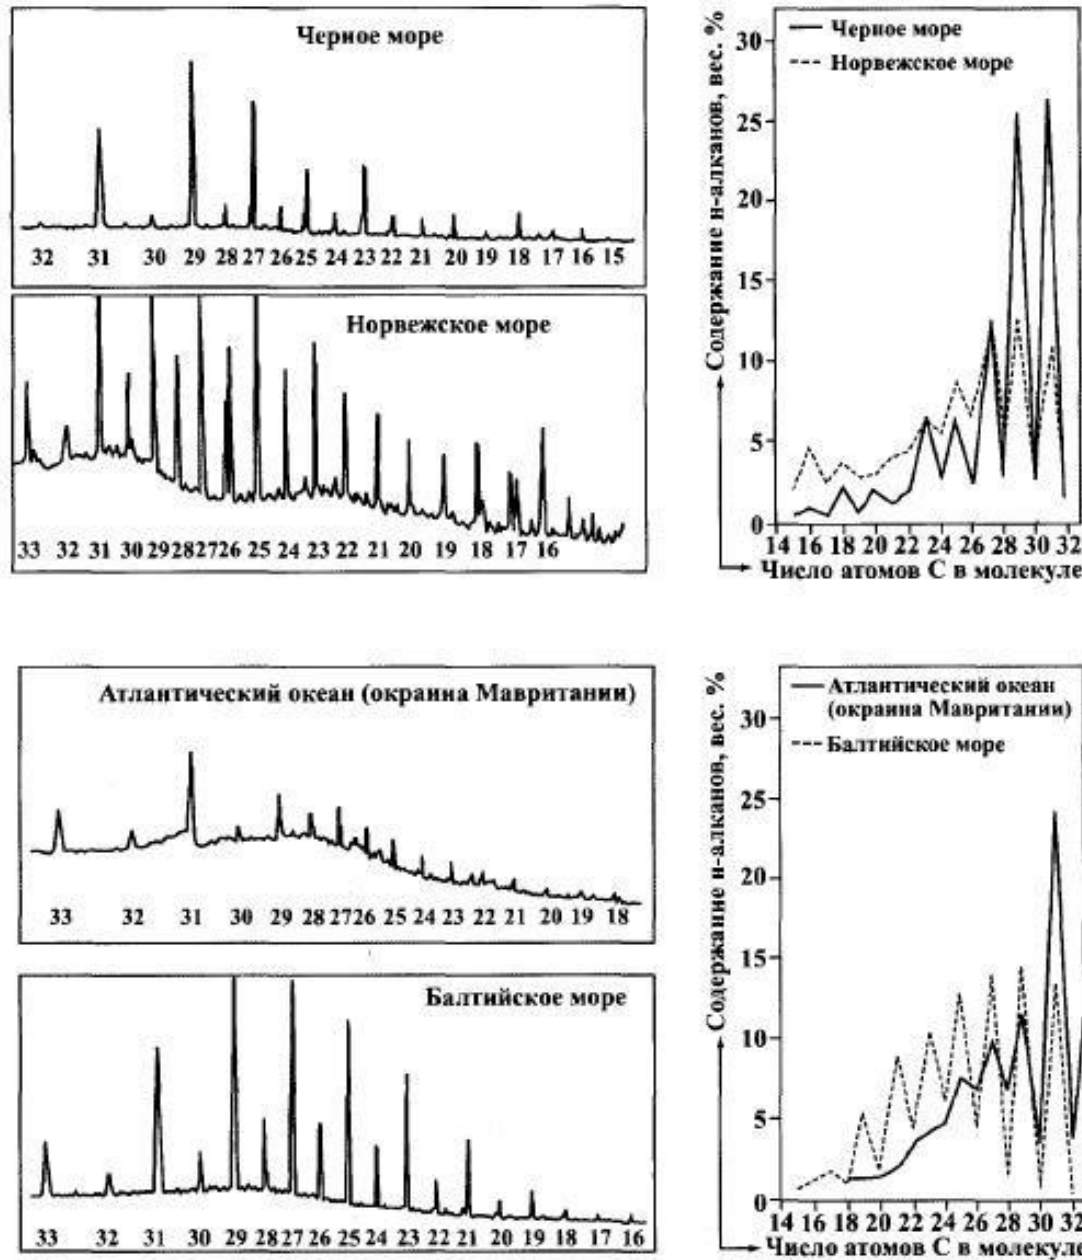 Черное море
32 31 30 29 28 27 26 25 24 23 22 21 20 19 18 17 16 15
Норвежское море
33 32 31 30 29 28 27 26 25 24 23 22 21 20 19 18 17 16
Содержание н-алканов, вес. %
30
25
20
15
10
5
0
Черное море
Норвежское море
14 16 18 20 22 24 26 28 30 32
Число атомов С в молекуле
Атлантический океан (окраина Мавритании)
33 32 31 30 29 28 27 26 25 24 23 22 21 20 19 18
Балтийское море
33 32 31 30 29 28 27 26 25 24 23 22 21 20 19 18 17 16
Содержание н-алканов, вес. %
30
25
20
15
10
5
0
Атлантический океан
(окраина Мавритании)
Балтийское море
14 16 18 20 22 24 26 28 30 32
Число атомов С в молекуле